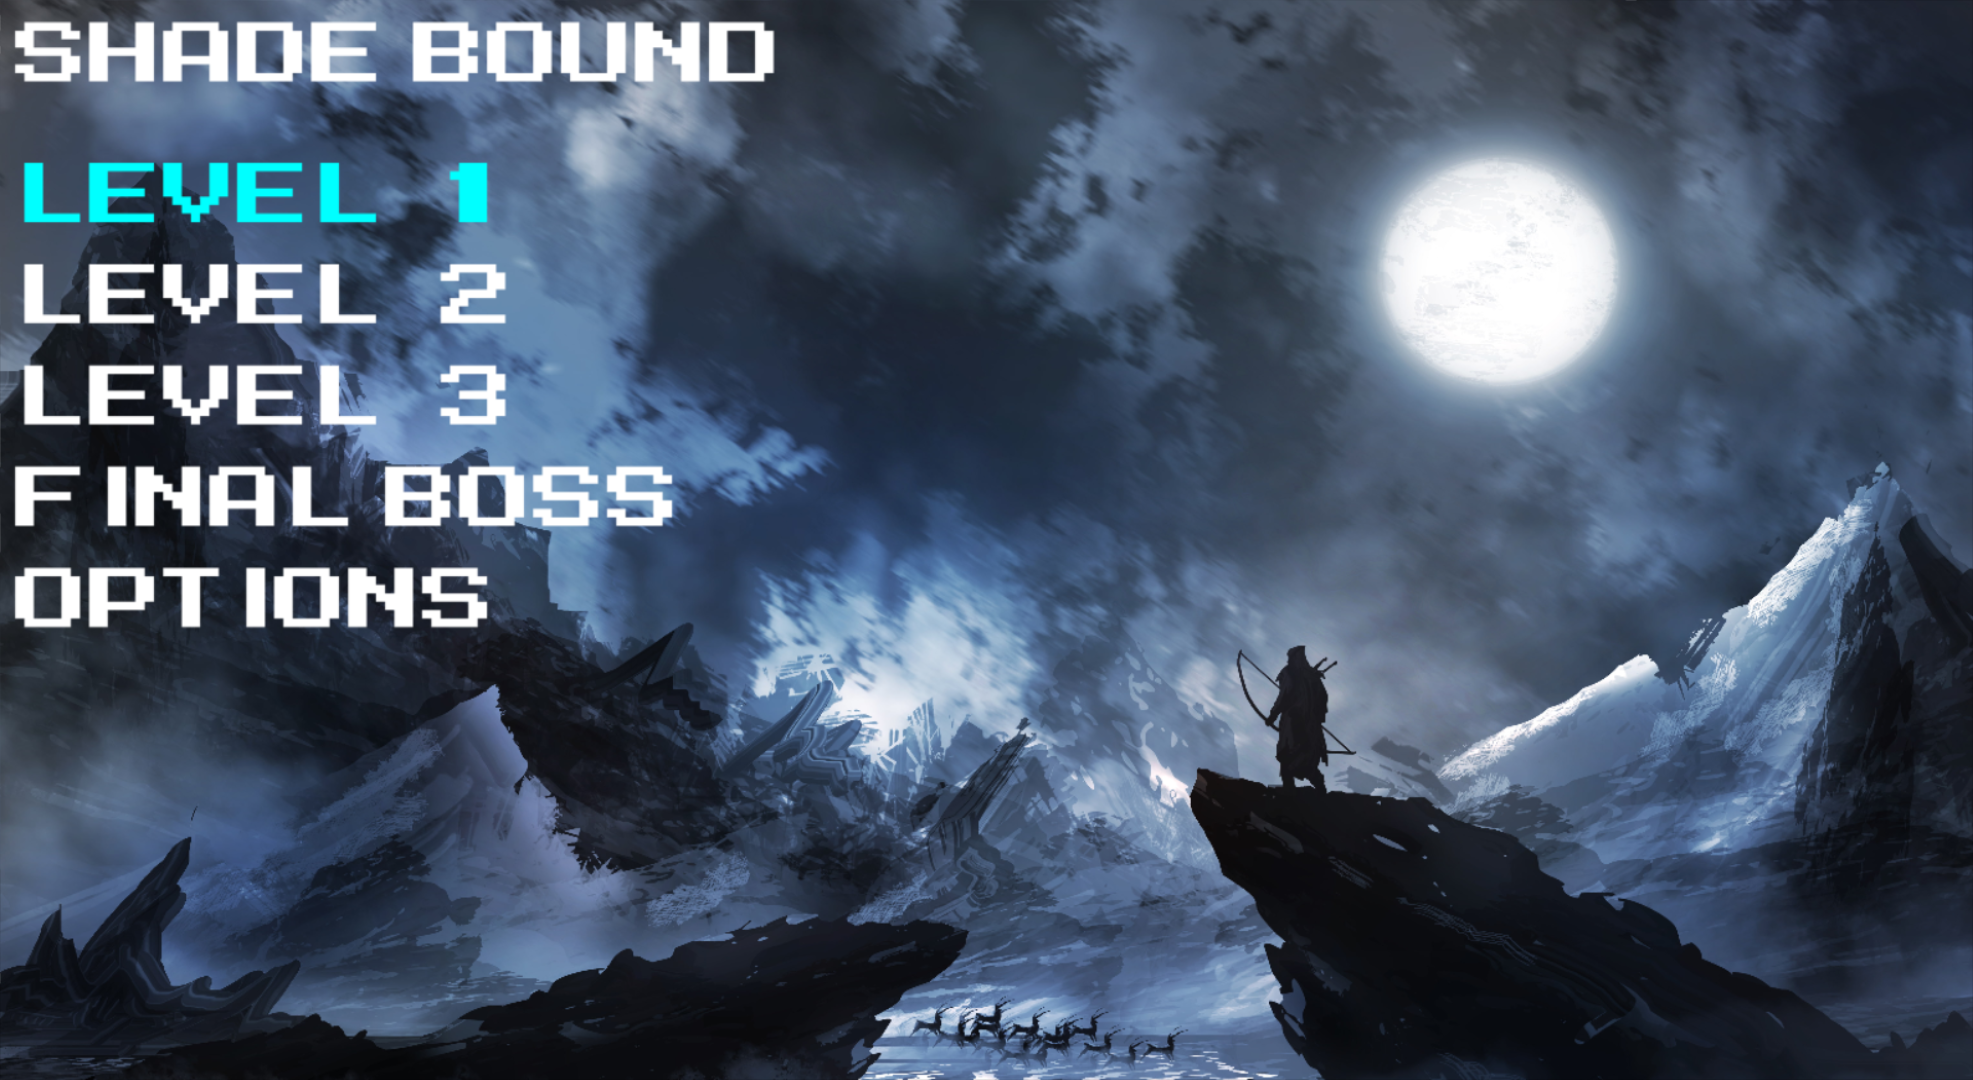 SHADE BOUND
LEVEL 1
LEVEL 2
LEVEL 3
FINAL BOSS
OPTIONS